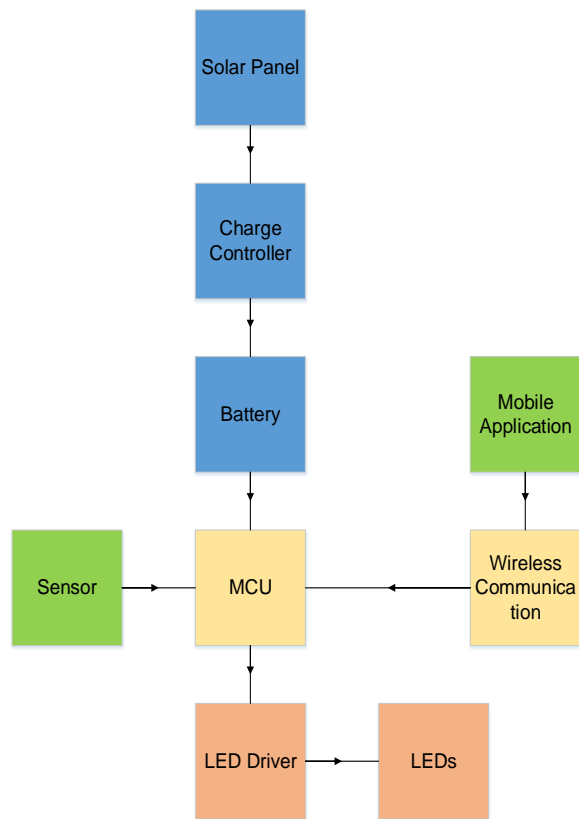 Solar Panel
Charge
Controller
Battery
Mobile
Application
Sensor
MCU
Wireless
Communica
tion
LED Driver
LEDs